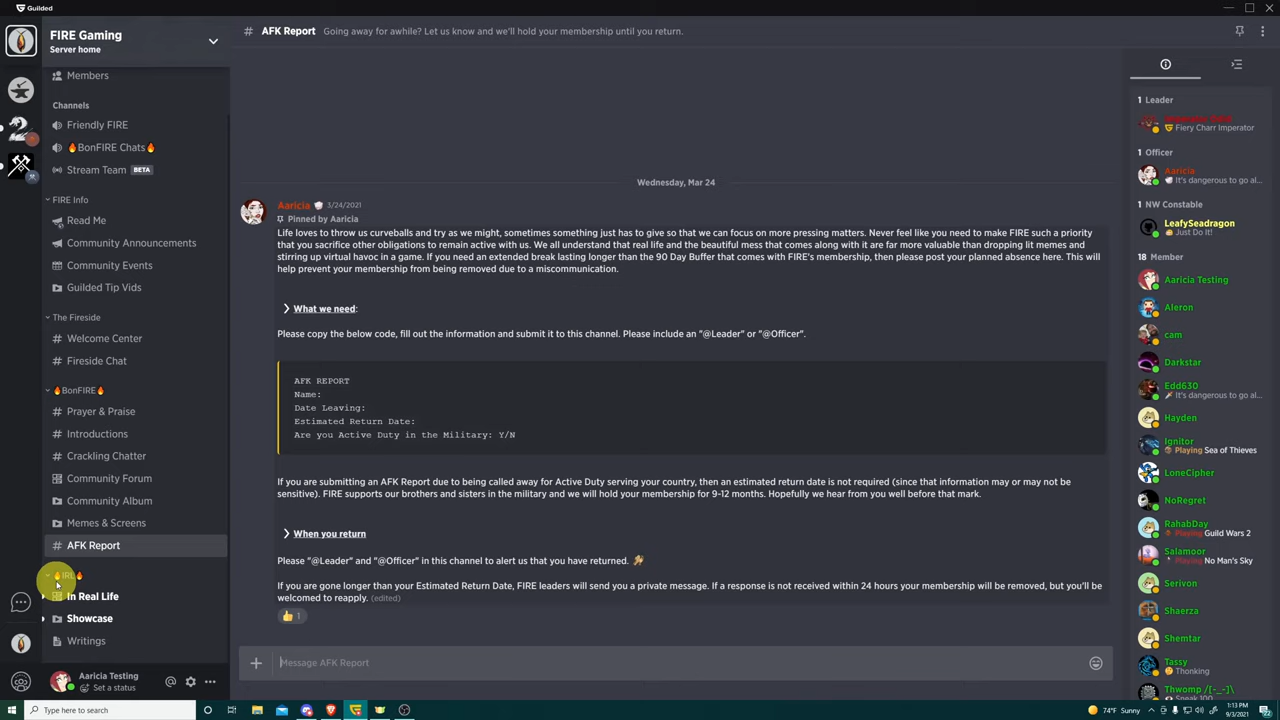 Guilded
FIRE Gaming
Server home
Members
Channels
Friendly FIRE
🔥BonFIRE Chats🔥
Stream Team BETA
FIRE Info
Read Me
Community Announcements
Community Events
Guilded Tip Vids
The Fireside
Welcome Center
Fireside Chat
🔥BonFIRE🔥
Prayer & Praise
Introductions
Crackling Chatter
Community Forum
Community Album
Memes & Screens
AFK Report
In Real Life
Showcase
Writings
Aaricia Testing
Set a status
# AFK Report Going away for awhile? Let us know and we'll hold your membership until you return.
Wednesday, Mar 24
Aaricia 3/24/2021
Pinned by Aaricia
Life loves to throw us curveballs and try as we might, sometimes something just has to give so that we can focus on more pressing matters. Never feel like you need to make FIRE such a priority
that you sacrifice other obligations to remain active with us. We all understand that real life and the beautiful mess that comes along with it are far more valuable than dropping lit memes and
stirring up virtual havoc in a game. If you need an extended break lasting longer than the 90 Day Buffer that comes with FIRE's membership, then please post your planned absence here. This will
help prevent your membership from being removed due to a miscommunication.
What we need:
Please copy the below code, fill out the information and submit it to this channel. Please include an "@Leader" or "@Officer".
AFK REPORT
Name:
Date Leaving:
Estimated Return Date:
Are you Active Duty in the Military: Y/N
If you are submitting an AFK Report due to being called away for Active Duty serving your country, then an estimated return date is not required (since that information may or may not be
sensitive). FIRE supports our brothers and sisters in the military and we will hold your membership for 9-12 months. Hopefully we hear from you well before that mark.
When you return
Please "@Leader" and "@Officer" in this channel to alert us that you have returned.
If you are gone longer than your Estimated Return Date, FIRE leaders will send you a private message. If a response is not received within 24 hours your membership will be removed, but you'll be
welcomed to reapply. (edited)
👍 1
Message AFK Report
1 Leader
Fiery Charr Imperator
1 Officer
Aaricia
It's dangerous to go al...
1 NW Constable
LeafySeadragon
Just Do It!
18 Member
Aaricia Testing
Aleron
cam
Darkstar
Edd630
It's dangerous to go al...
Hayden
Ignitor
Playing Sea of Thieves
LoneCipher
NoRegret
RahabDay
Playing Guild Wars 2
Salamoor
Playing No Man's Sky
Serivon
Shaerza
Shemtar
Tassy
Thonking
Thwomp /[-_-]\
Speak 100
Type here to search
74°F Sunny
1:13 PM
9/3/2021